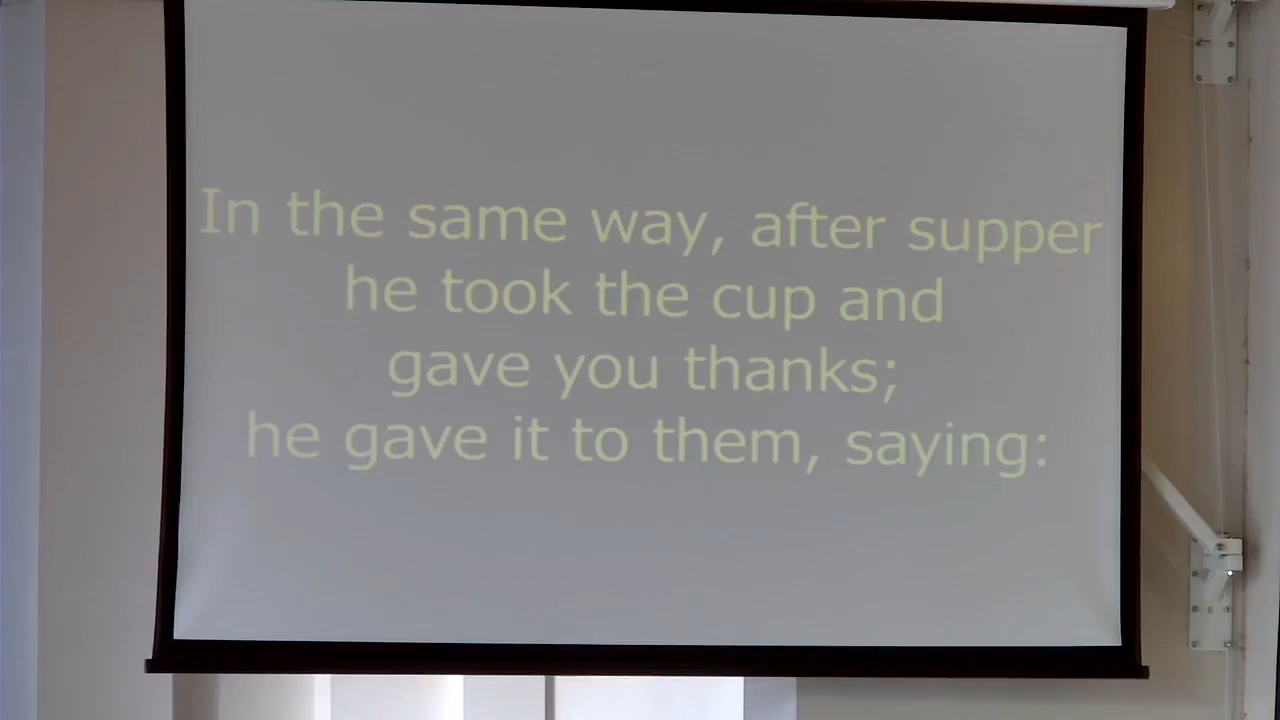 In the same way, after supper
he took the cup and
gave you thanks;
he gave it to them, saying: